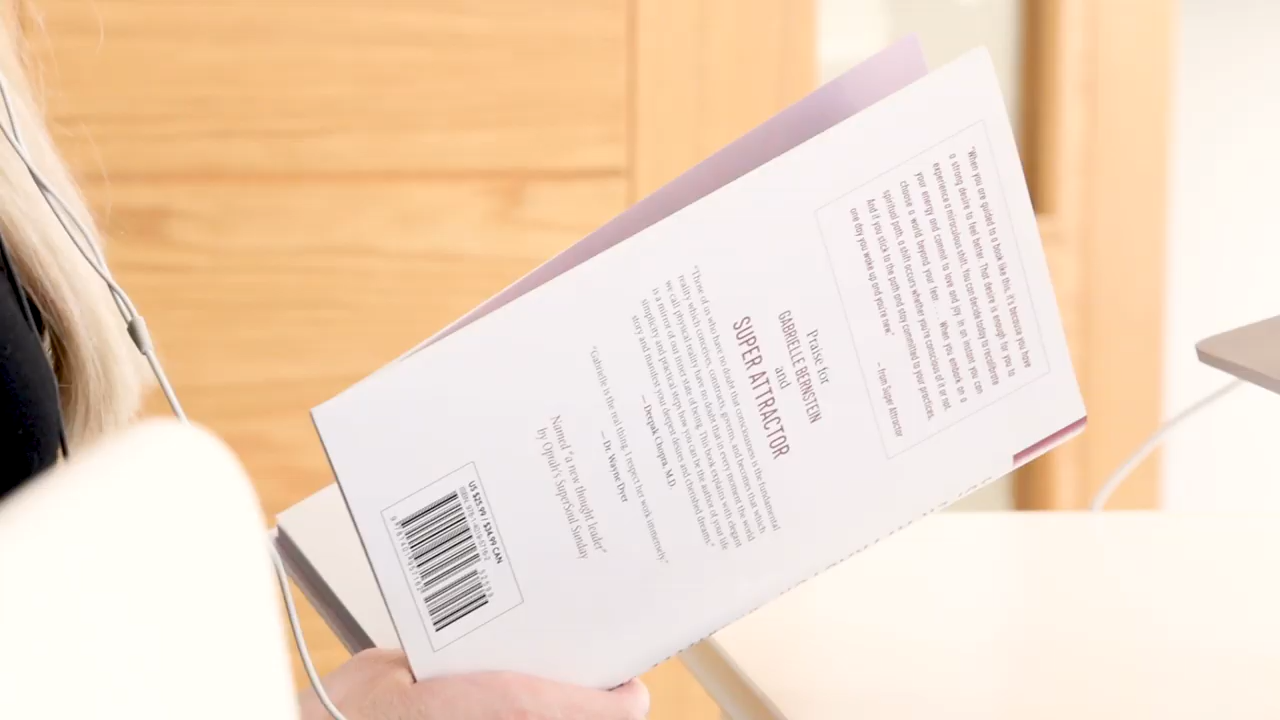 "When you are guided to a book like this, it's because you have
a strong desire to feel better. That desire is enough for you to
experience a miraculous shift. You can decide today to recalibrate
your energy and commit to love and joy. In an instant you can
choose a world beyond your fear. . . . When you embark on a
spiritual path, a shift occurs whether you're conscious of it or not.
And if you stick to the path and stay committed to your practices,
one day you wake up and you're new."
– from Super Attractor
Praise for
GABRIELLE BERNSTEIN
and
SUPER ATTRACTOR
"Those of us who have no doubt that consciousness is the fundamental
reality which conceives, constructs, governs, and becomes that which
we call physical reality have no doubt that in every moment the world
is a mirror of our inner state of being. This book explains with elegant
simplicity and practical steps how you can be the author of your life
story and manifest your deepest desires and cherished dreams."
— Deepak Chopra, M.D.
"Gabrielle is the real thing. I respect her work immensely."
— Dr. Wayne Dyer
Named "a new thought leader"
by Oprah's SuperSoul Sunday
US $25.99 / $34.99 CAN